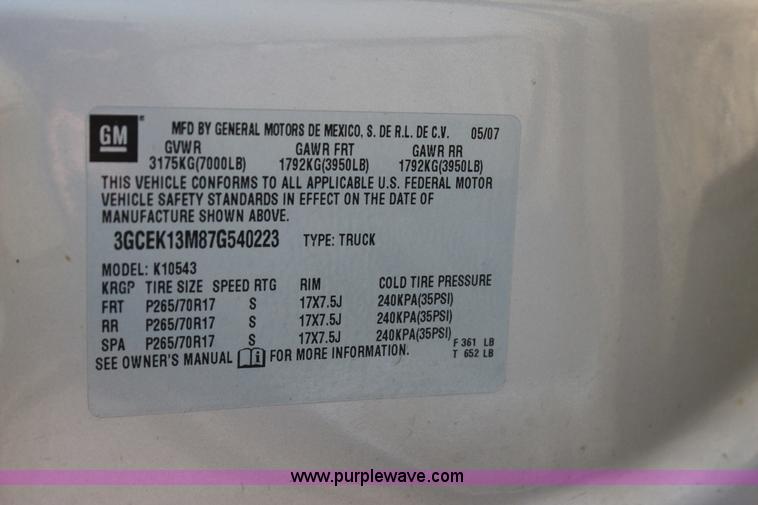 GM MFD BY GENERAL MOTORS DE MEXICO, S. DE R.L. DE C.V. 05/07
GVWR GAWR FRT GAWR RR
3175KG(7000LB) 1792KG(3950LB) 1792KG(3950LB)
THIS VEHICLE CONFORMS TO ALL APPLICABLE U.S. FEDERAL MOTOR
VEHICLE SAFETY STANDARDS IN EFFECT ON THE DATE OF
MANUFACTURE SHOWN ABOVE.
3GCEK13M87G540223 TYPE: TRUCK
MODEL: K10543
KRGP TIRE SIZE SPEED RTG RIM COLD TIRE PRESSURE
FRT P265/70R17 S 17X7.5J 240KPA(35PSI)
RR P265/70R17 S 17X7.5J 240KPA(35PSI)
SPA P265/70R17 S 17X7.5J 240KPA(35PSI) F 361 LB
SEE OWNER'S MANUAL FOR MORE INFORMATION. T 652 LB
www.purplewave.com